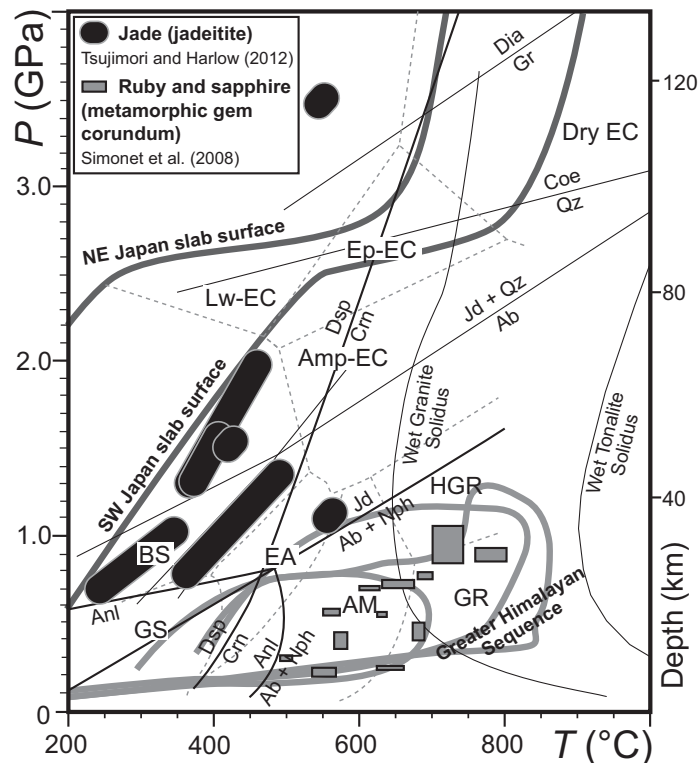 P (GPa)
3.0
2.0
1.0
0
Jade (jadeitite)
Tsujimori and Harlow (2012)
Ruby and sapphire
(metamorphic gem
corundum)
Simonet et al. (2008)
Dia
Gr
Dry EC
Coe
Qz
NE Japan slab surface
Ep-EC
Lw-EC
Dsp
Crn
Jd + Qz
Ab
Amp-EC
SW Japan slab surface
Wet Granite
Solidus
Wet Tonalite
Solidus
HGR
Jd
Ab + Nph
BS
EA
Anl
GS
AM
GR
Dsp
Crn
Anl
Ab + Nph
Greater Himalayan
Sequence
120
80
40
0
Depth (km)
200
400
600
800
T (°C)